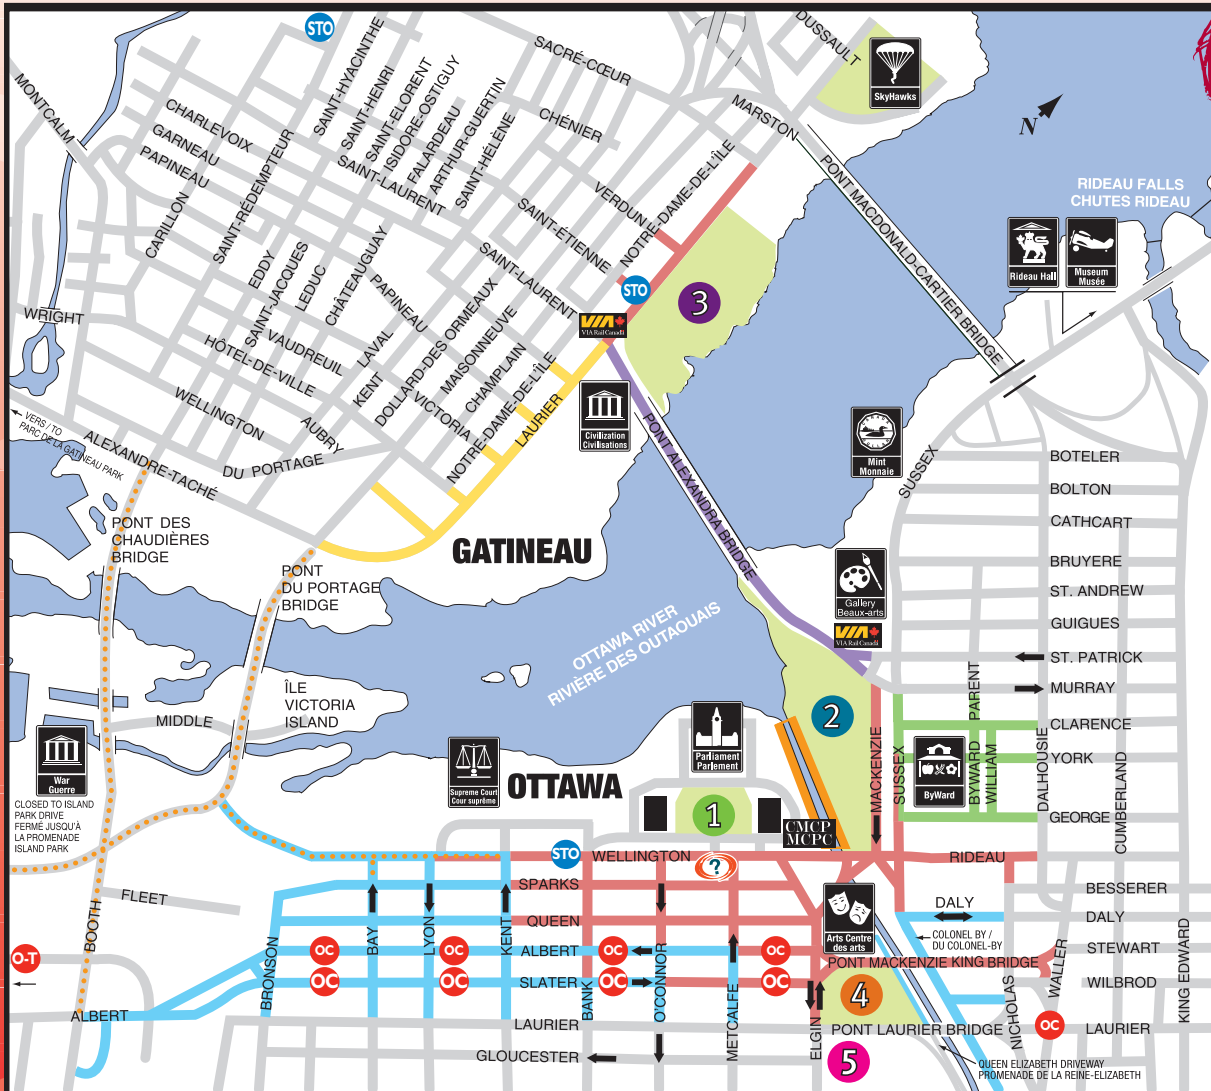 STO
DUSSAULT
SkyHawks
SACRÉ-CŒUR
MONTCALM
SAINT-HYACINTHE
SAINT-HENRI
SAINT-ELORENT
ISIDORE-OSTIGUY
FALARDEAU
ARTHUR-GUERTIN
SAINT-HÉLÈNE
CHÉNIER
MARSTON
N
CHARLEVOIX
GARNEAU
PAPINEAU
CARILLON
SAINT-RÉDEMPTEUR
SAINT-LAURENT
VERDUN
NOTRE-DAME-DE-L'ÎLE
PONT MACDONALD-CARTIER BRIDGE
RIDEAU FALLS
CHUTES RIDEAU
Rideau Hall
Museum
Musée
SAINT-ÉTIENNE
SAINT-LAURENT
EDDY
SAINT-JACQUES
LEDUC
CHÂTEAUGUAY
PAPINEAU
STO
3
VIA
VIA Rail Canada
WRIGHT
HÔTEL-DE-VILLE
VAUDREUIL
LAVAL
KENT
DOLLARD-DES ORMEAUX
MAISONNEUVE
CHAMPLAIN
VICTORIA
NOTRE-DAME-DE-L'ÎLE
LAURIER
WELLINGTON
AUBRY
DU PORTAGE
VERS / TO
PARC DE LA GATINEAU PARK
ALEXANDRE-TACHÉ
Civilization
Civilisations
PONT ALEXANDRA BRIDGE
Mint
Monnaie
SUSSEX
BOTELER
BOLTON
CATHCART
BRUYERE
ST. ANDREW
GUIGUES
ST. PATRICK
MURRAY
PONT DES
CHAUDIÈRES
BRIDGE
GATINEAU
PONT
DU PORTAGE
BRIDGE
Gallery
Beaux-arts
VIA
VIA Rail Canada
OTTAWA RIVER
RIVIÈRE DES OUTAOUAIS
ÎLE
VICTORIA
ISLAND
MIDDLE
2
PARENT
CLARENCE
YORK
GEORGE
MACKENZIE
SUSSEX
ByWard
BYWARD
WILLIAM
DALHOUSIE
CUMBERLAND
War
Guerre
CLOSED TO ISLAND
PARK DRIVE
FERMÉ JUSQU'À
LA PROMENADE
ISLAND PARK
Supreme Court
Cour suprême
OTTAWA
Parliament
Parlement
1
CMCP
MCPC
STO
WELLINGTON
?
RIDEAU
SPARKS
BESSERER
FLEET
QUEEN
Arts Centre
des arts
DALY
DALY
COLONEL BY /
DU COLONEL-BY
BOOTH
BRONSON
BAY
LYON
KENT
OC
OC
ALBERT
OC
OC
STEWART
O-T
PONT MACKENZIE KING BRIDGE
OC
OC
SLATER
OC
OC
BANK
O'CONNOR
METCALFE
ELGIN
4
NICHOLAS
WALLER
WILBROD
KING EDWARD
ALBERT
LAURIER
PONT LAURIER BRIDGE
OC
LAURIER
GLOUCESTER
5
QUEEN ELIZABETH DRIVEWAY
PROMENADE DE LA REINE-ELIZABETH